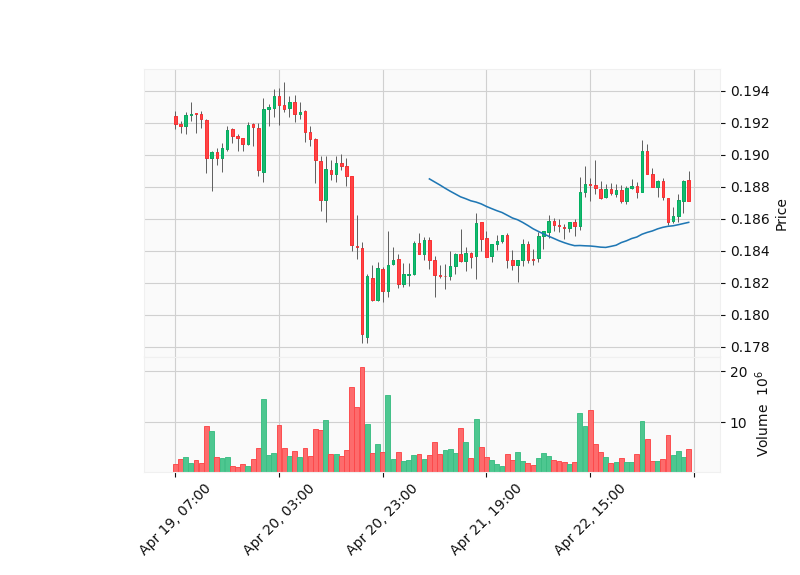 0.194
0.192
0.190
0.188
0.186
0.184
0.182
0.180
0.178
Price
20
10
Volume 10^6
Apr 19, 07:00
Apr 20, 03:00
Apr 20, 23:00
Apr 21, 19:00
Apr 22, 15:00